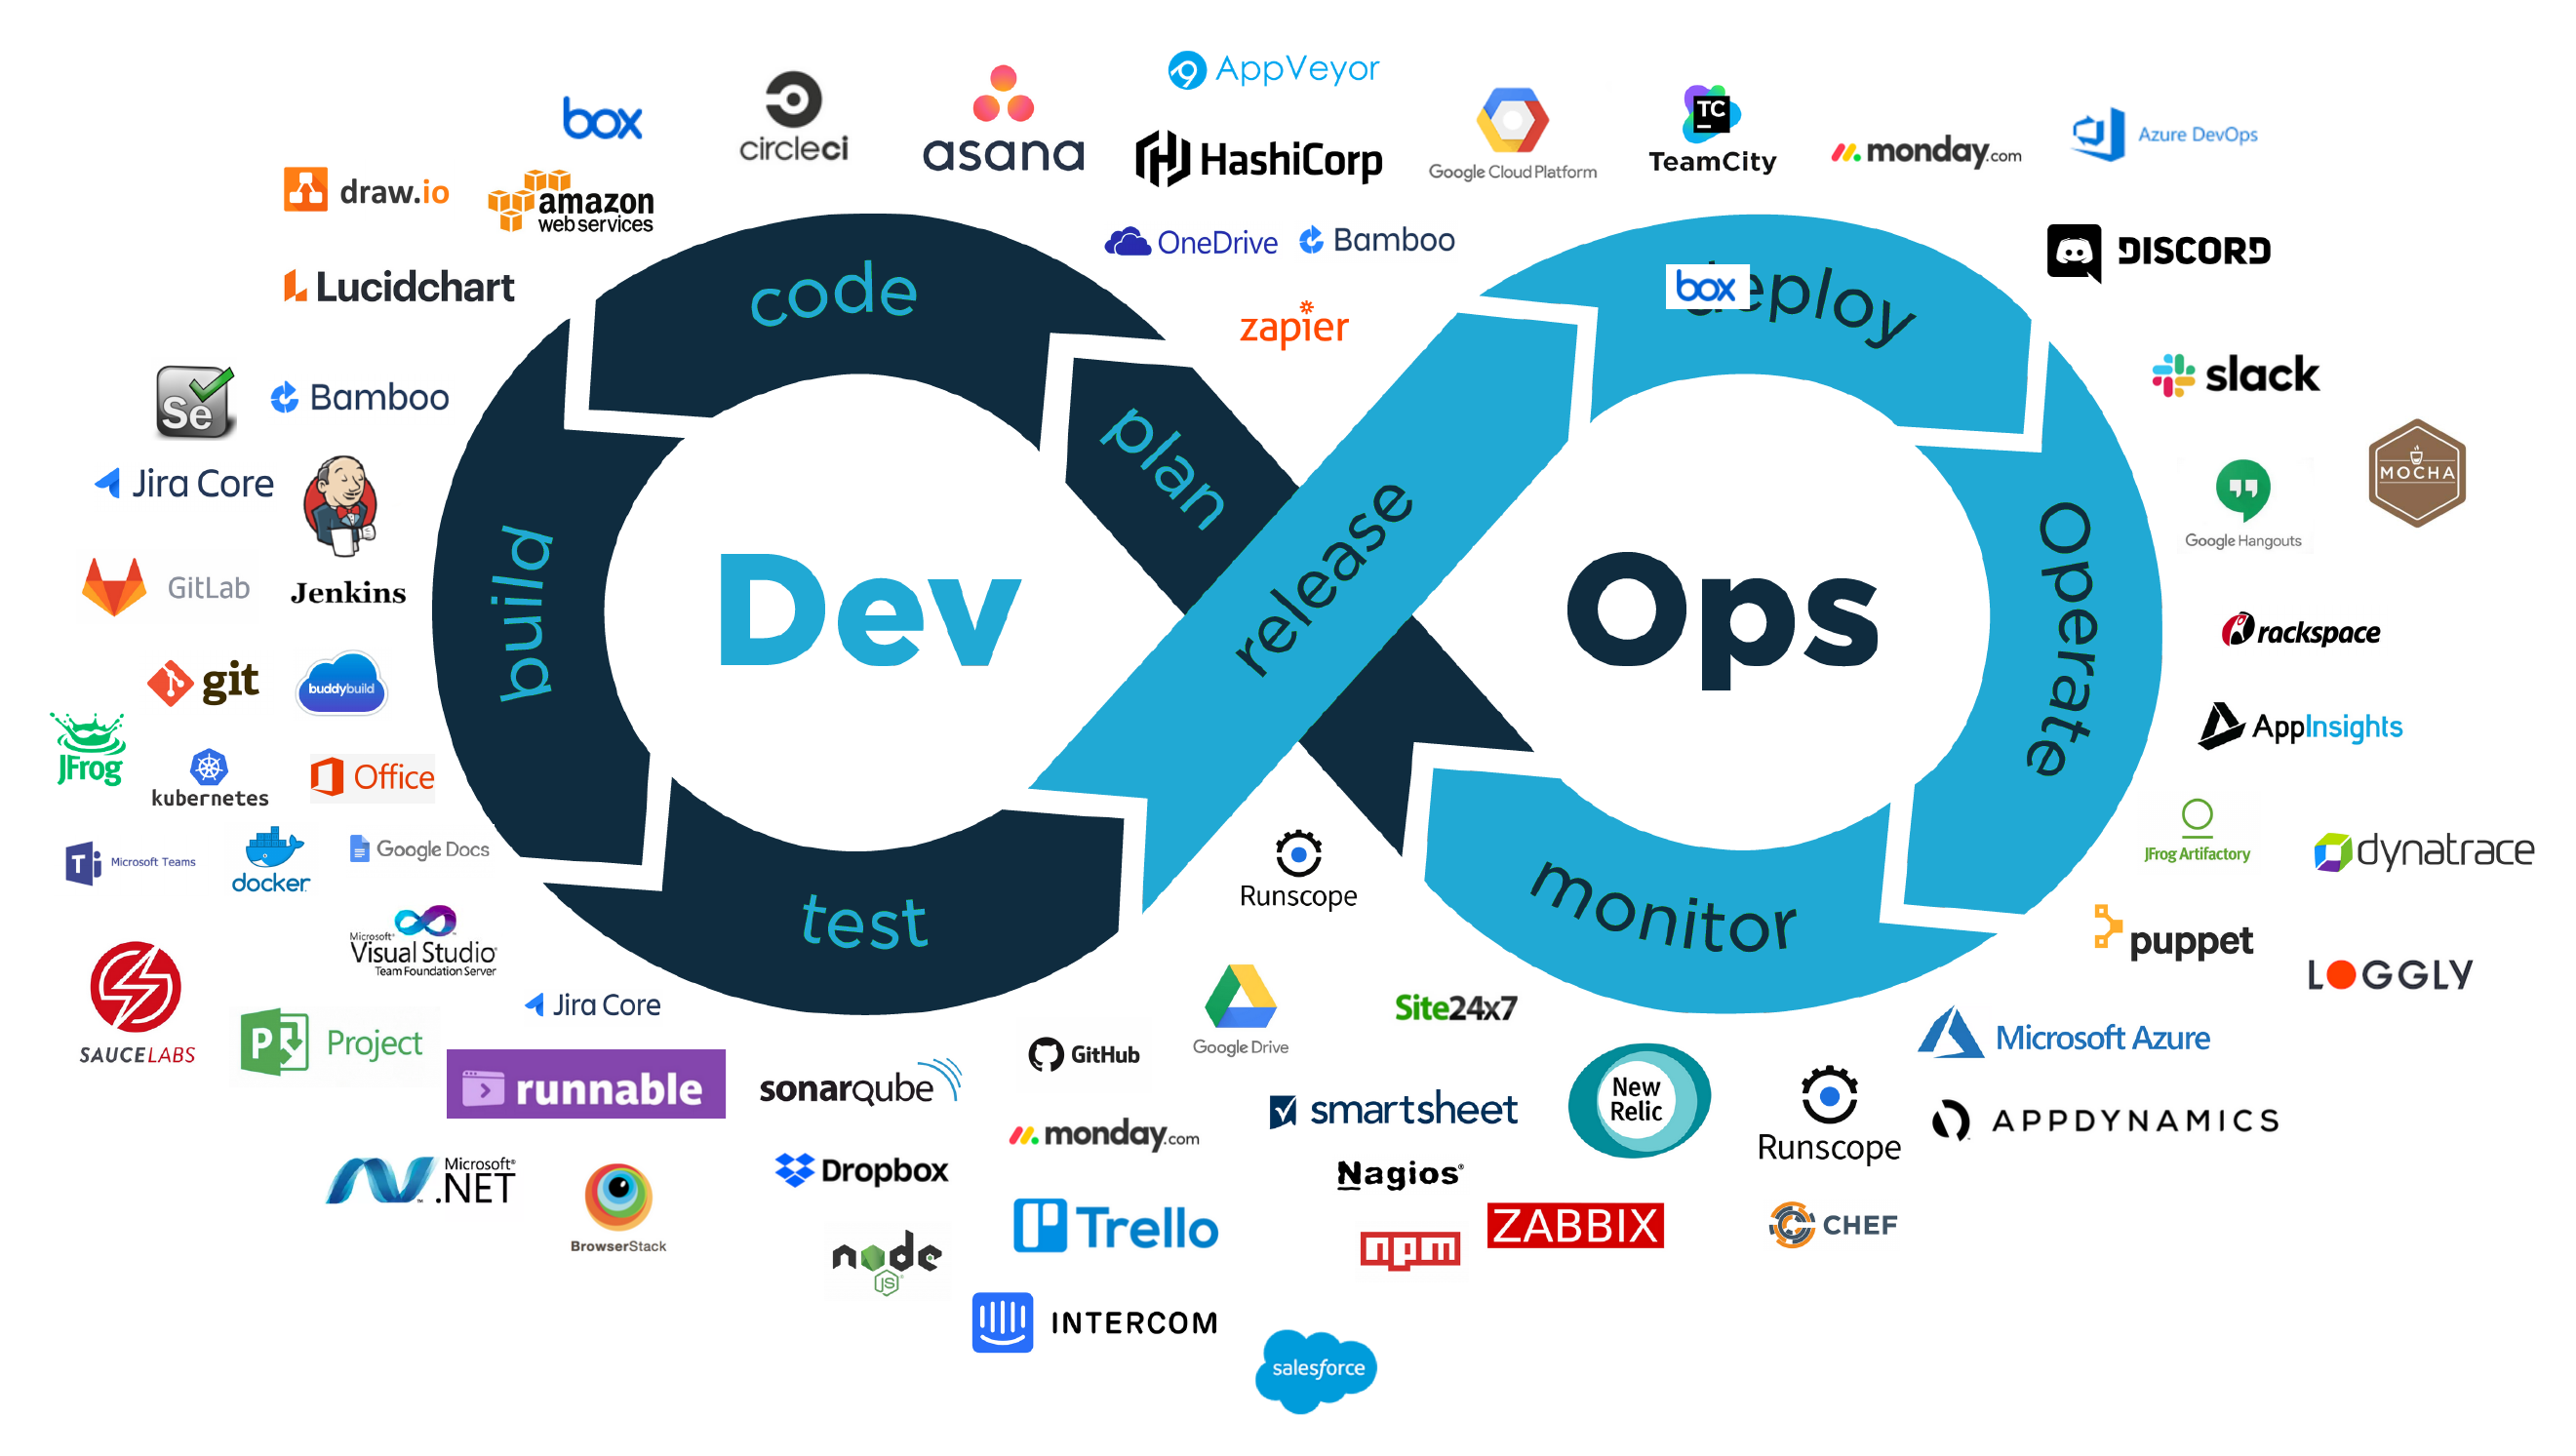 AppVeyor
box
circleci
asana
HashiCorp
Google Cloud Platform
TC
TeamCity
monday.com
Azure DevOps
draw.io
amazon
web services
OneDrive
Bamboo
DISCORD
Lucidchart
code
zapier
box
eploy
slack
Se
Bamboo
plan
MOCHA
Jira Core
Google Hangouts
GitLab
Jenkins
build
Dev
release
Ops
Operate
rackspace
git
buddybuild
AppInsights
JFrog
kubernetes
Office
T
Microsoft Teams
docker
Google Docs
Runscope
JFrog Artifactory
dynatrace
test
monitor
Microsoft®
Visual Studio
Team Foundation Server
puppet
LOGGLY
SAUCELABS
P
Project
Jira Core
GitHub
Google Drive
Site24x7
Microsoft Azure
runnable
sonarqube
smartsheet
New
Relic
Runscope
APPDYNAMICS
monday.com
Microsoft®
.NET
BrowserStack
Dropbox
Nagios®
Trello
ZABBIX
CHEF
node
JS
npm
INTERCOM
salesforce